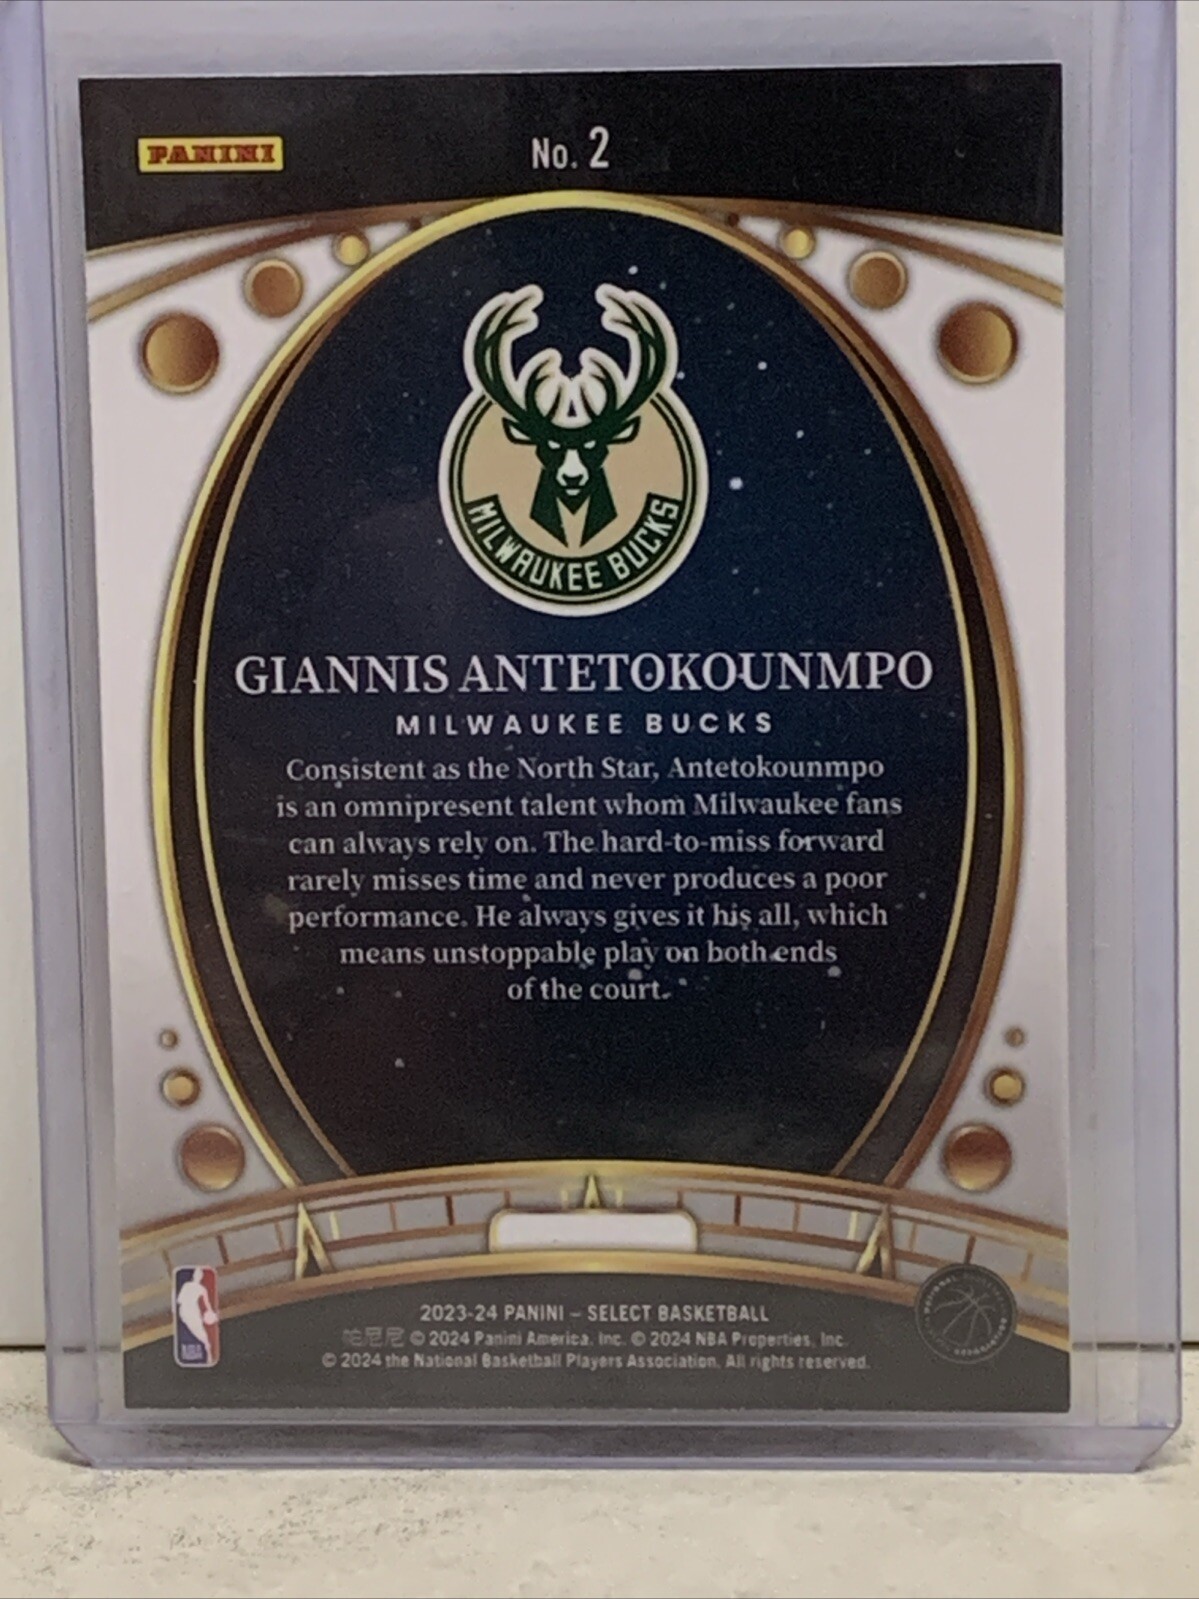 PANINI
No. 2
MILWAUKEE BUCKS
GIANNIS ANTETOKOUNMPO
MILWAUKEE BUCKS
Consistent as the North Star, Antetokounmpo
is an omnipresent talent whom Milwaukee fans
can always rely on. The hard-to-miss forward
rarely misses time and never produces a poor
performance. He always gives it his all, which
means unstoppable play on both ends
of the court.
NBA
2023-24 PANINI – SELECT BASKETBALL
帕尼尼 © 2024 Panini America, Inc. © 2024 NBA Properties, Inc.
© 2024 the National Basketball Players Association. All rights reserved.